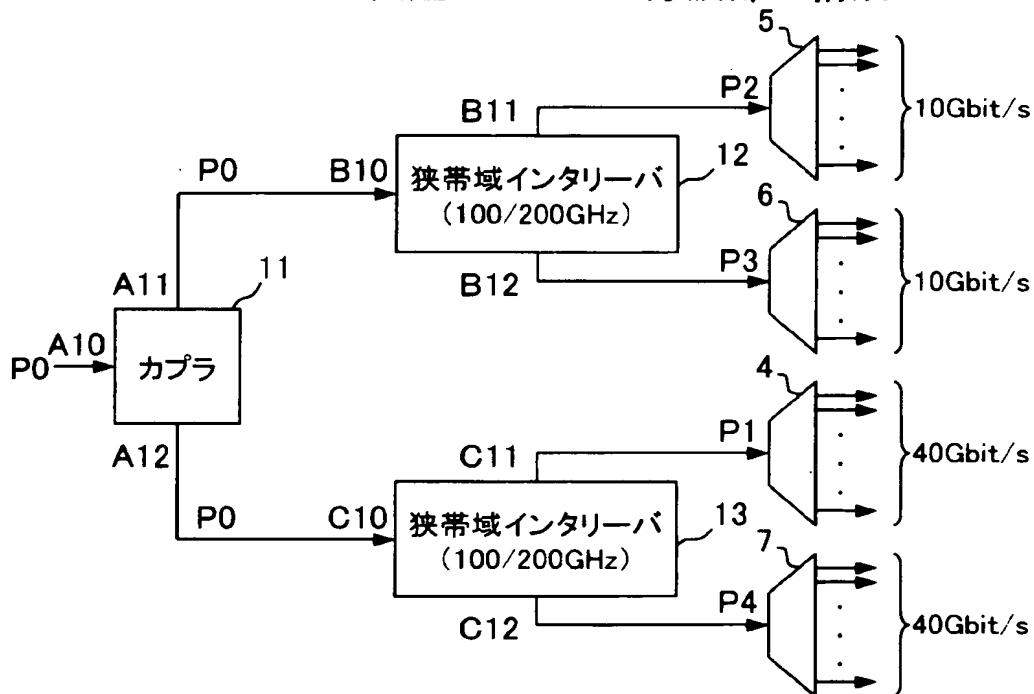 5
P2
10Gbit/s
B11
P0
B10
狭帯域インタリーバ
(100/200GHz)
12
6
P3
10Gbit/s
B12
A11
11
P0
A10
カプラ
4
P1
40Gbit/s
A12
C11
P0
C10
狭帯域インタリーバ
(100/200GHz)
13
7
P4
40Gbit/s
C12